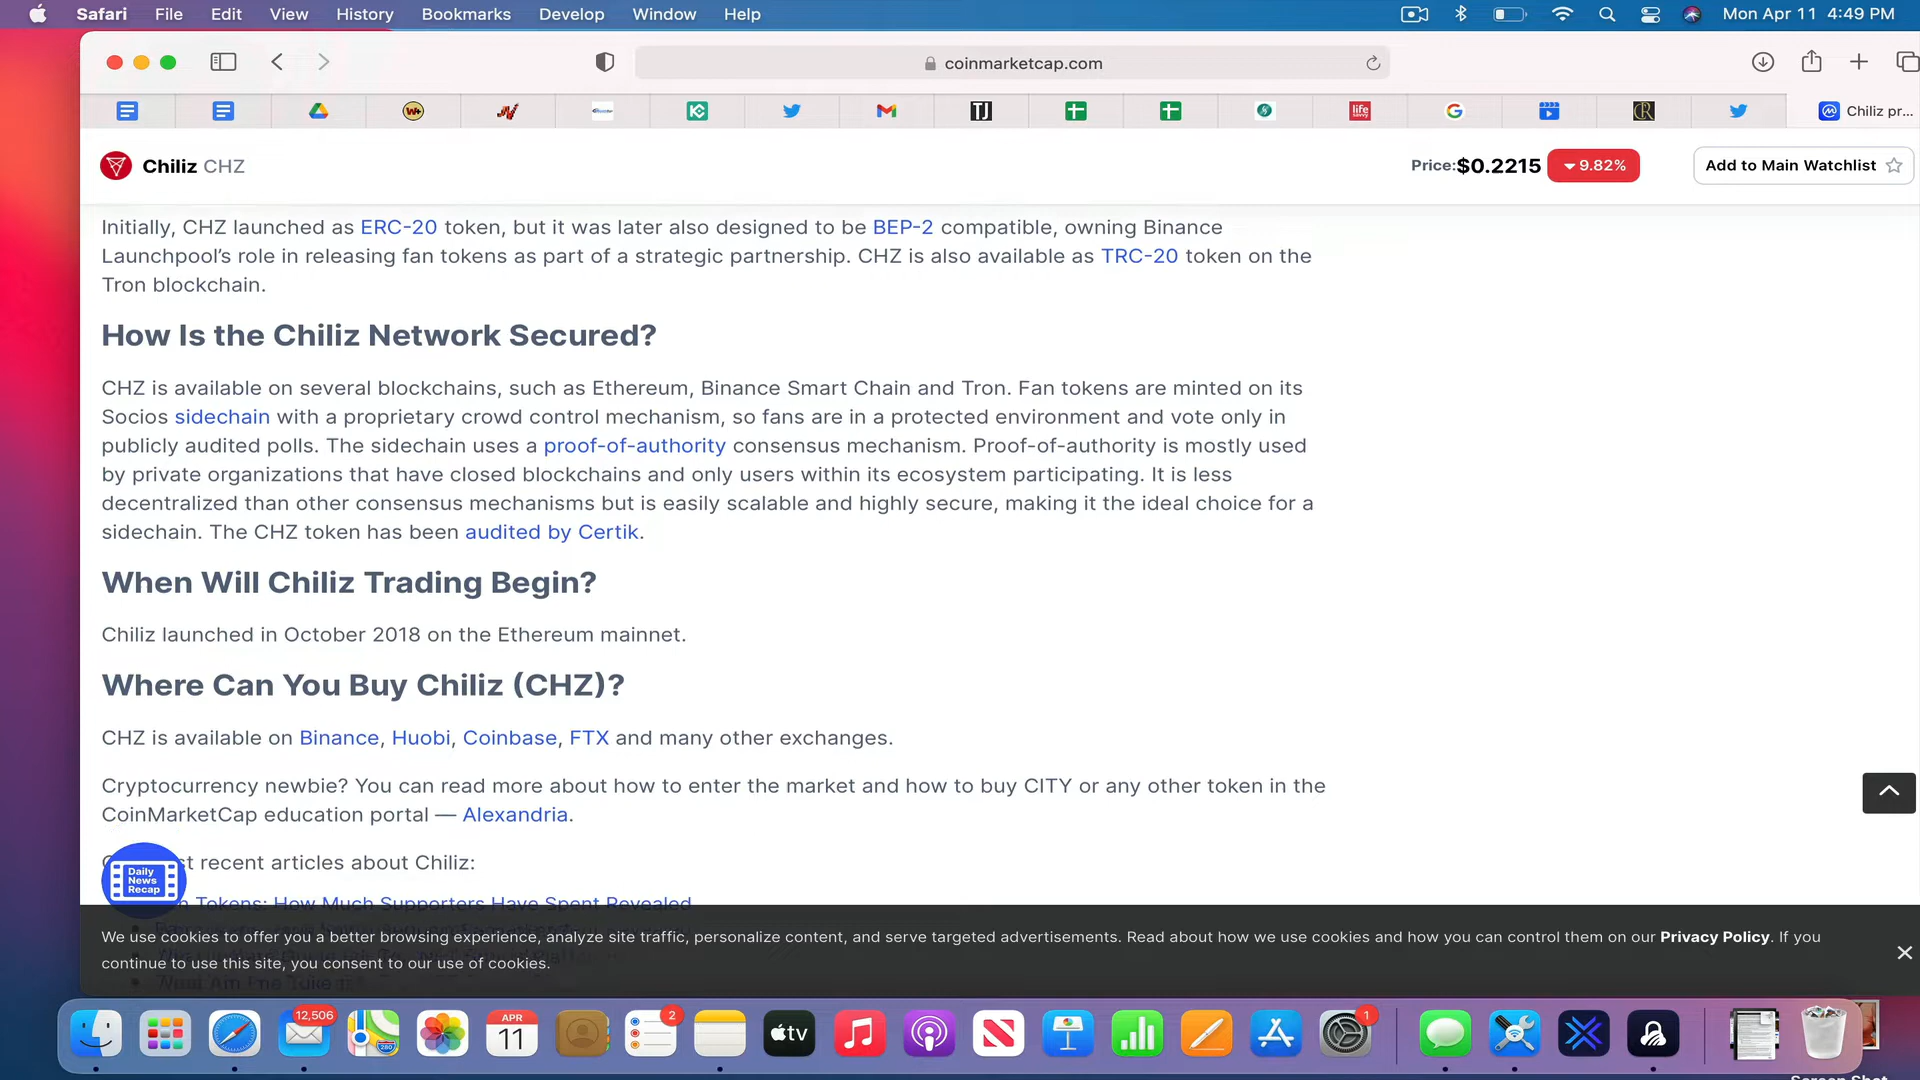 Safari File Edit View History Bookmarks Develop Window Help Mon Apr 11 4:49 PM
coinmarketcap.com
W+ TJ life savvy G CR Chiliz pr...
Chiliz CHZ Price:$0.2215 9.82% Add to Main Watchlist
Initially, CHZ launched as ERC-20 token, but it was later also designed to be BEP-2 compatible, owning Binance
Launchpool’s role in releasing fan tokens as part of a strategic partnership. CHZ is also available as TRC-20 token on the
Tron blockchain.
How Is the Chiliz Network Secured?
CHZ is available on several blockchains, such as Ethereum, Binance Smart Chain and Tron. Fan tokens are minted on its
Socios sidechain with a proprietary crowd control mechanism, so fans are in a protected environment and vote only in
publicly audited polls. The sidechain uses a proof-of-authority consensus mechanism. Proof-of-authority is mostly used
by private organizations that have closed blockchains and only users within its ecosystem participating. It is less
decentralized than other consensus mechanisms but is easily scalable and highly secure, making it the ideal choice for a
sidechain. The CHZ token has been audited by Certik.
When Will Chiliz Trading Begin?
Chiliz launched in October 2018 on the Ethereum mainnet.
Where Can You Buy Chiliz (CHZ)?
CHZ is available on Binance, Huobi, Coinbase, FTX and many other exchanges.
Cryptocurrency newbie? You can read more about how to enter the market and how to buy CITY or any other token in the
CoinMarketCap education portal — Alexandria.
recent articles about Chiliz:
Daily
News
Recap
Tokens: How Much Supporters Have Spent Revealed
We use cookies to offer you a better browsing experience, analyze site traffic, personalize content, and serve targeted advertisements. Read about how we use cookies and how you can control them on our Privacy Policy. If you
continue to use this site, you consent to our use of cookies.
12,506 APR 11 2 tv 1 280